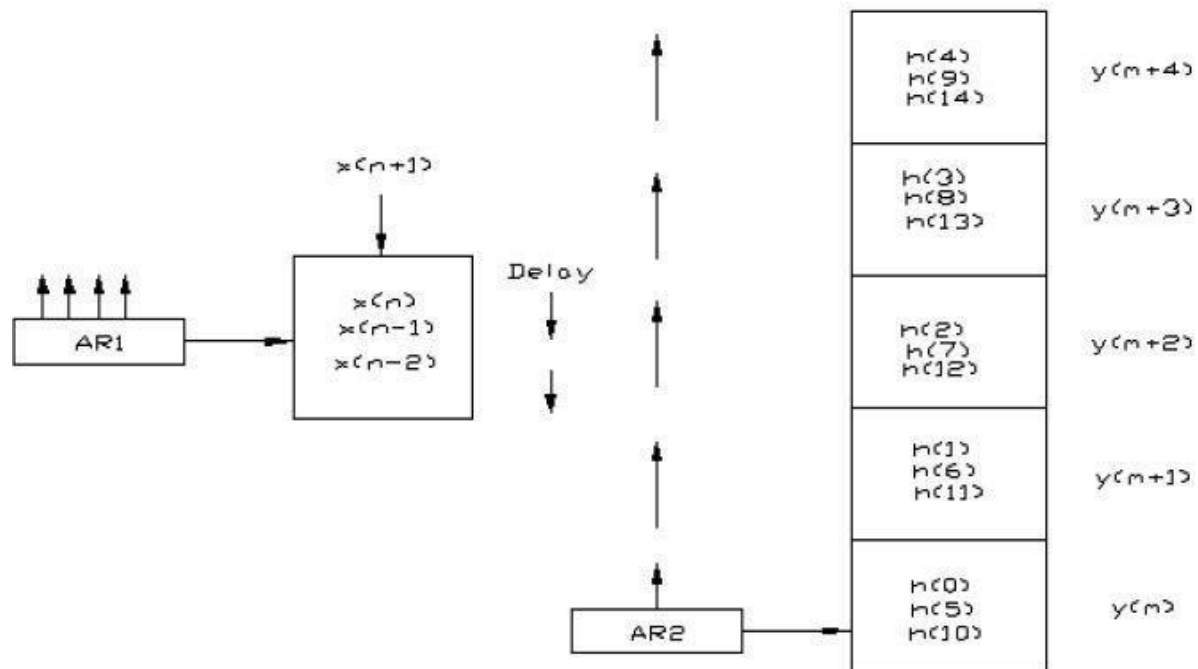 h(4)
h(9)
h(14)
y(m+4)
x(n+1)
h(3)
h(8)
h(13)
y(m+3)
Delay
x(n)
x(n-1)
x(n-2)
AR1
h(2)
h(7)
h(12)
y(m+2)
h(1)
h(6)
h(11)
y(m+1)
AR2
h(0)
h(5)
h(10)
y(m)